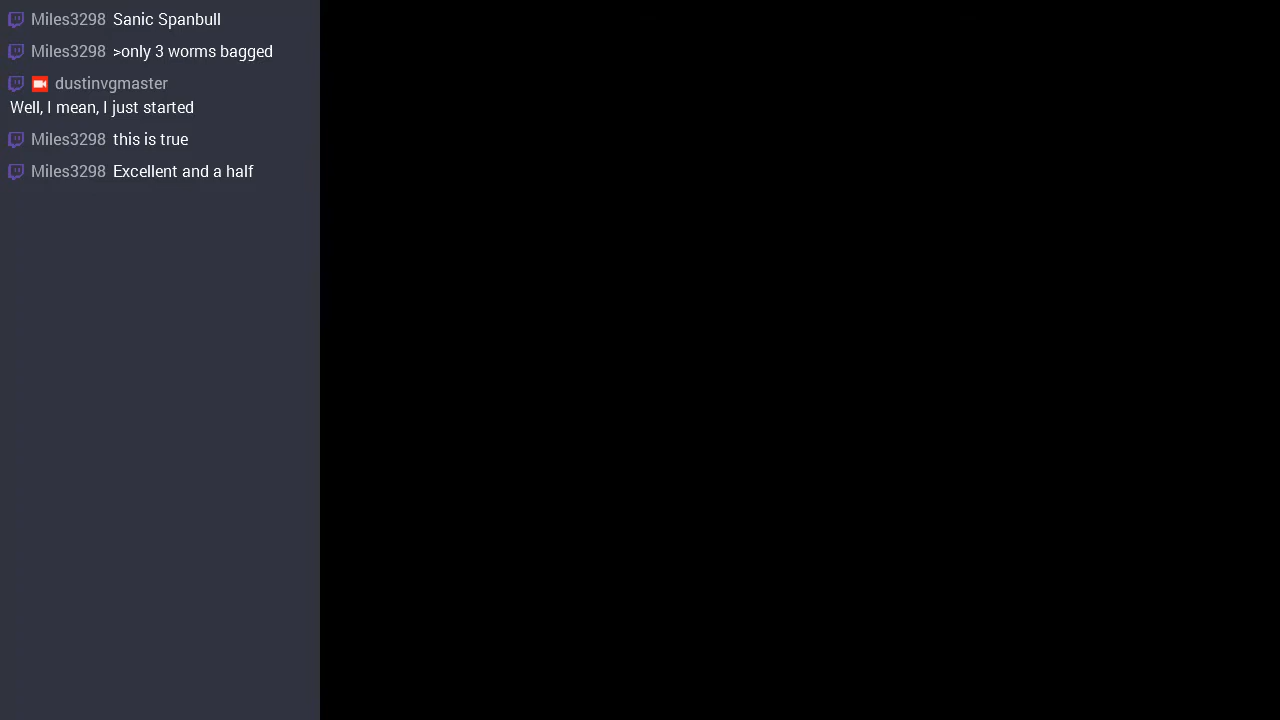 Miles3298 Sanic Spanbull
Miles3298 >only 3 worms bagged
dustinvgmaster
Well, I mean, I just started
Miles3298 this is true
Miles3298 Excellent and a half